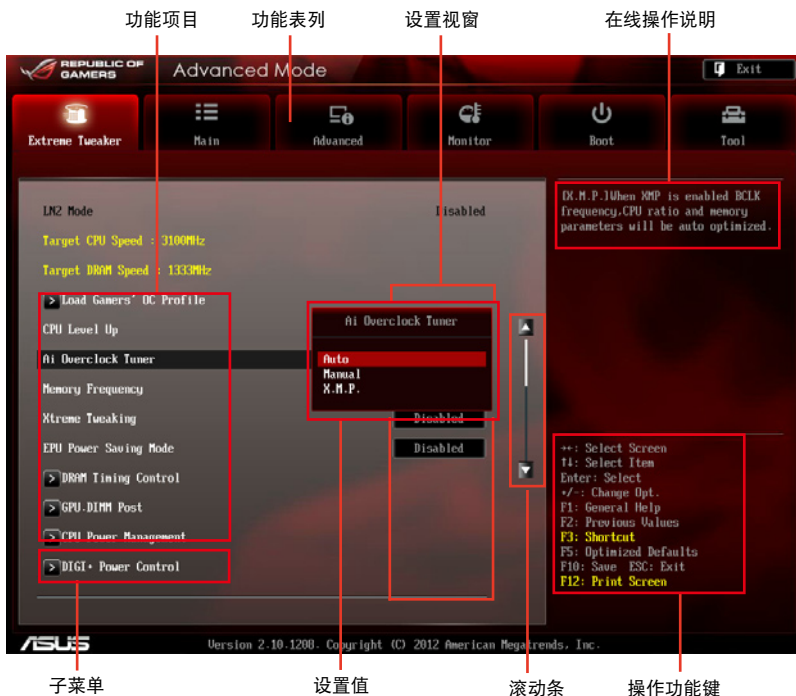 功能项目 功能表列 设置视窗 在线操作说明
REPUBLIC OF
GAMERS
Advanced Mode
Exit
Extreme Tweaker Main Advanced Monitor Boot Tool
LN2 Mode Disabled
Target CPU Speed : 3100MHz
Target DRAM Speed : 1333MHz
> Load Gamers' OC Profile
CPU Level Up
Ai Overclock Tuner
Memory Frequency
Xtreme Tweaking Disabled
EPU Power Saving Mode Disabled
> DRAM Timing Control
> GPU.DIMM Post
> CPU Power Management
> DIGI+ Power Control
Ai Overclock Tuner
Auto
Manual
X.M.P.
[X.M.P.]When XMP is enabled BCLK
frequency,CPU ratio and memory
parameters will be auto optimized.
→←: Select Screen
↑↓: Select Item
Enter: Select
+/-: Change Opt.
F1: General Help
F2: Previous Values
F3: Shortcut
F5: Optimized Defaults
F10: Save ESC: Exit
F12: Print Screen
ASUS
Version 2.10.1208. Copyright (C) 2012 American Megatrends, Inc.
子菜单 设置值 滚动条 操作功能键